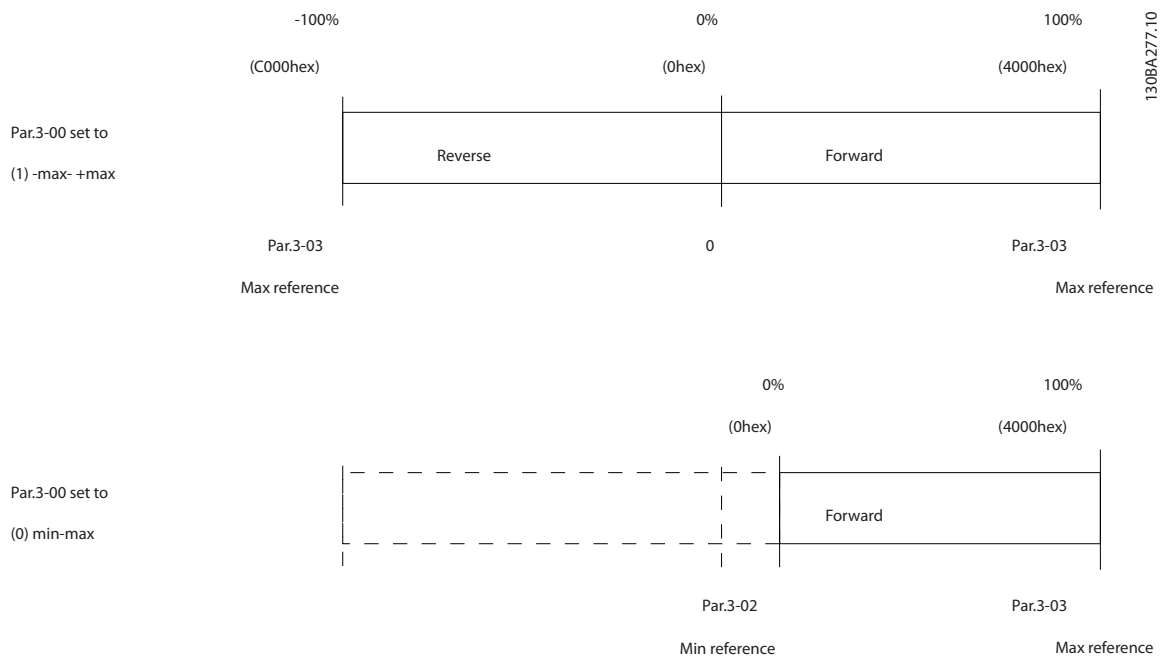 -100% 0% 100%
(C000hex) (0hex) (4000hex)
130BA277.10
Par.3-00 set to
(1) -max- +max
Reverse Forward
Par.3-03 0 Par.3-03
Max reference Max reference
0% 100%
(0hex) (4000hex)
Par.3-00 set to
(0) min-max
Forward
Par.3-02 Par.3-03
Min reference Max reference